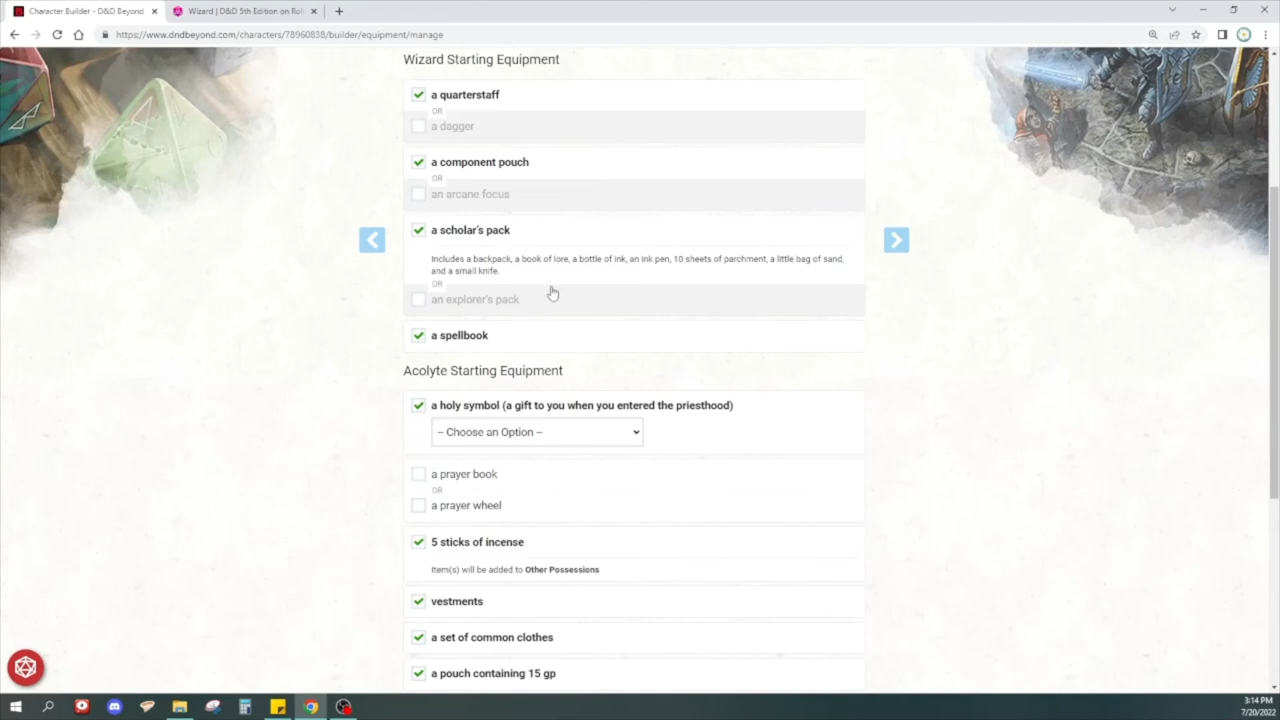 Character Builder - D&D Beyond
Wizard | D&D 5th Edition on Rol
https://www.dndbeyond.com/characters/78960838/builder/equipment/manage
Wizard Starting Equipment
a quarterstaff
OR
a dagger
a component pouch
OR
an arcane focus
a scholar's pack
Includes a backpack, a book of lore, a bottle of ink, an ink pen, 10 sheets of parchment, a little bag of sand,
and a small knife.
OR
an explorer's pack
a spellbook
Acolyte Starting Equipment
a holy symbol (a gift to you when you entered the priesthood)
-- Choose an Option --
a prayer book
OR
a prayer wheel
5 sticks of incense
Item(s) will be added to Other Possessions
vestments
a set of common clothes
a pouch containing 15 gp
3:14 PM
7/20/2022